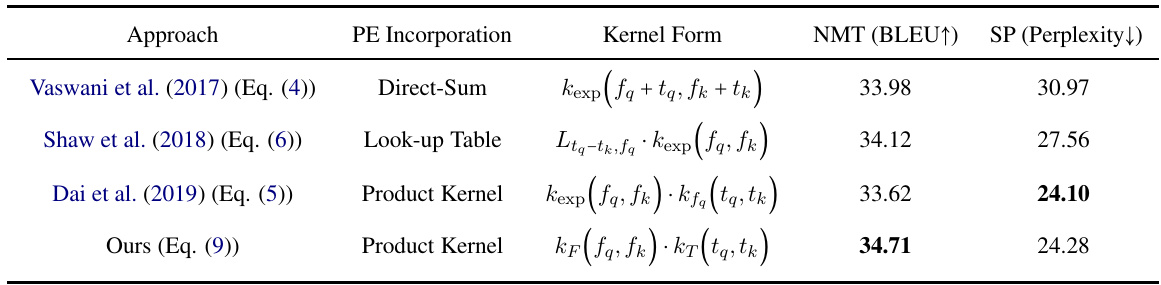 Approach PE Incorporation Kernel Form NMT (BLEU↑) SP (Perplexity↓)
Vaswani et al. (2017) (Eq. (4)) Direct-Sum k_exp(f_q + t_q, f_k + t_k) 33.98 30.97
Shaw et al. (2018) (Eq. (6)) Look-up Table L_{t_q−t_k,f_q} · k_exp(f_q, f_k) 34.12 27.56
Dai et al. (2019) (Eq. (5)) Product Kernel k_exp(f_q, f_k) · k_{f_q}(t_q, t_k) 33.62 24.10
Ours (Eq. (9)) Product Kernel k_F(f_q, f_k) · k_T(t_q, t_k) 34.71 24.28